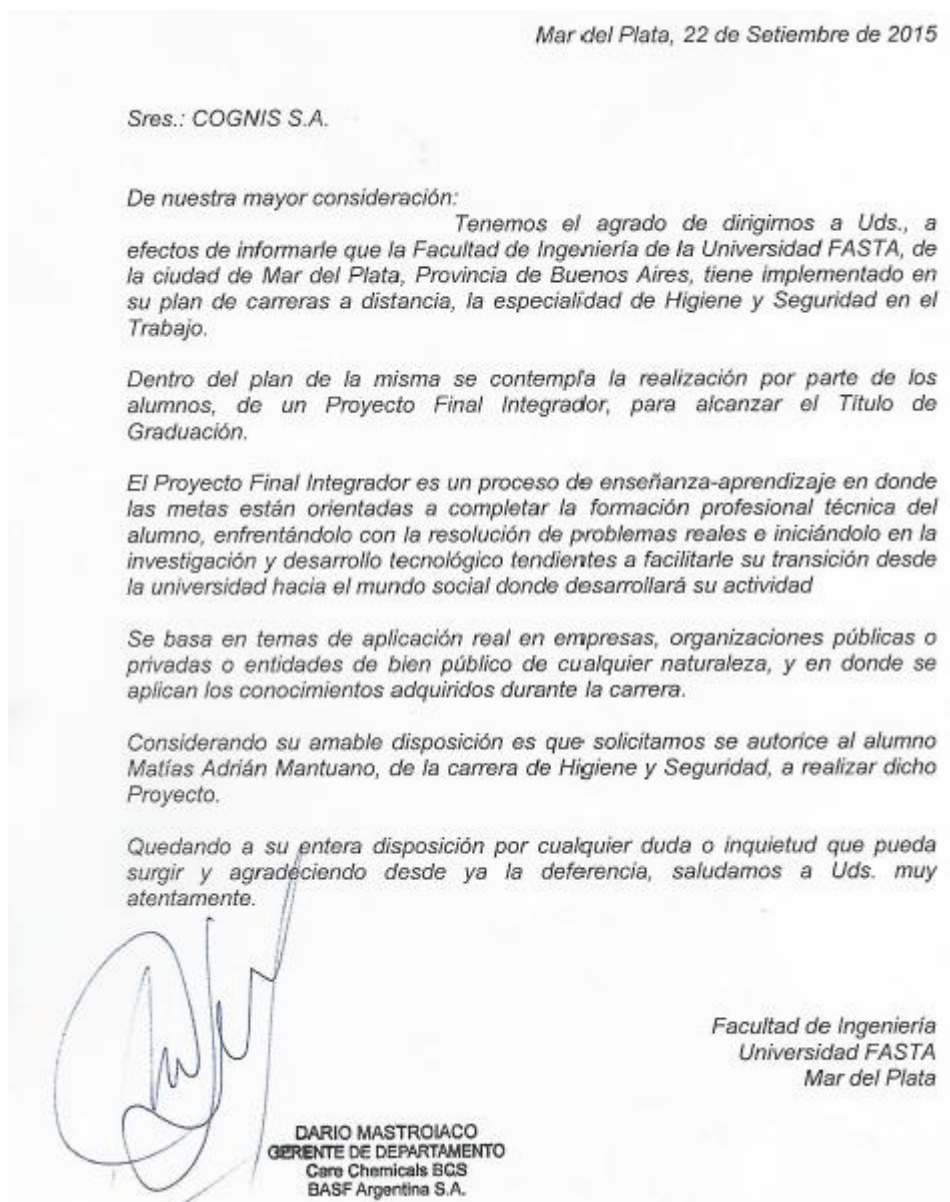 Mar del Plata, 22 de Setiembre de 2015
Sres.: COGNIS S.A.
De nuestra mayor consideración:
Tenemos el agrado de dirigirnos a Uds., a
efectos de informarle que la Facultad de Ingeniería de la Universidad FASTA, de
la ciudad de Mar del Plata, Provincia de Buenos Aires, tiene implementado en
su plan de carreras a distancia, la especialidad de Higiene y Seguridad en el
Trabajo.
Dentro del plan de la misma se contempla la realización por parte de los
alumnos, de un Proyecto Final Integrador, para alcanzar el Título de
Graduación.
El Proyecto Final Integrador es un proceso de enseñanza-aprendizaje en donde
las metas están orientadas a completar la formación profesional técnica del
alumno, enfrentándolo con la resolución de problemas reales e iniciándolo en la
investigación y desarrollo tecnológico tendientes a facilitarle su transición desde
la universidad hacia el mundo social donde desarrollará su actividad
Se basa en temas de aplicación real en empresas, organizaciones públicas o
privadas o entidades de bien público de cualquier naturaleza, y en donde se
aplican los conocimientos adquiridos durante la carrera.
Considerando su amable disposición es que solicitamos se autorice al alumno
Matías Adrián Mantuano, de la carrera de Higiene y Seguridad, a realizar dicho
Proyecto.
Quedando a su entera disposición por cualquier duda o inquietud que pueda
surgir y agradeciendo desde ya la deferencia, saludamos a Uds. muy
atentamente.
Facultad de Ingeniería
Universidad FASTA
Mar del Plata
DARIO MASTROIACO
GERENTE DE DEPARTAMENTO
Care Chemicals BCS
BASF Argentina S.A.